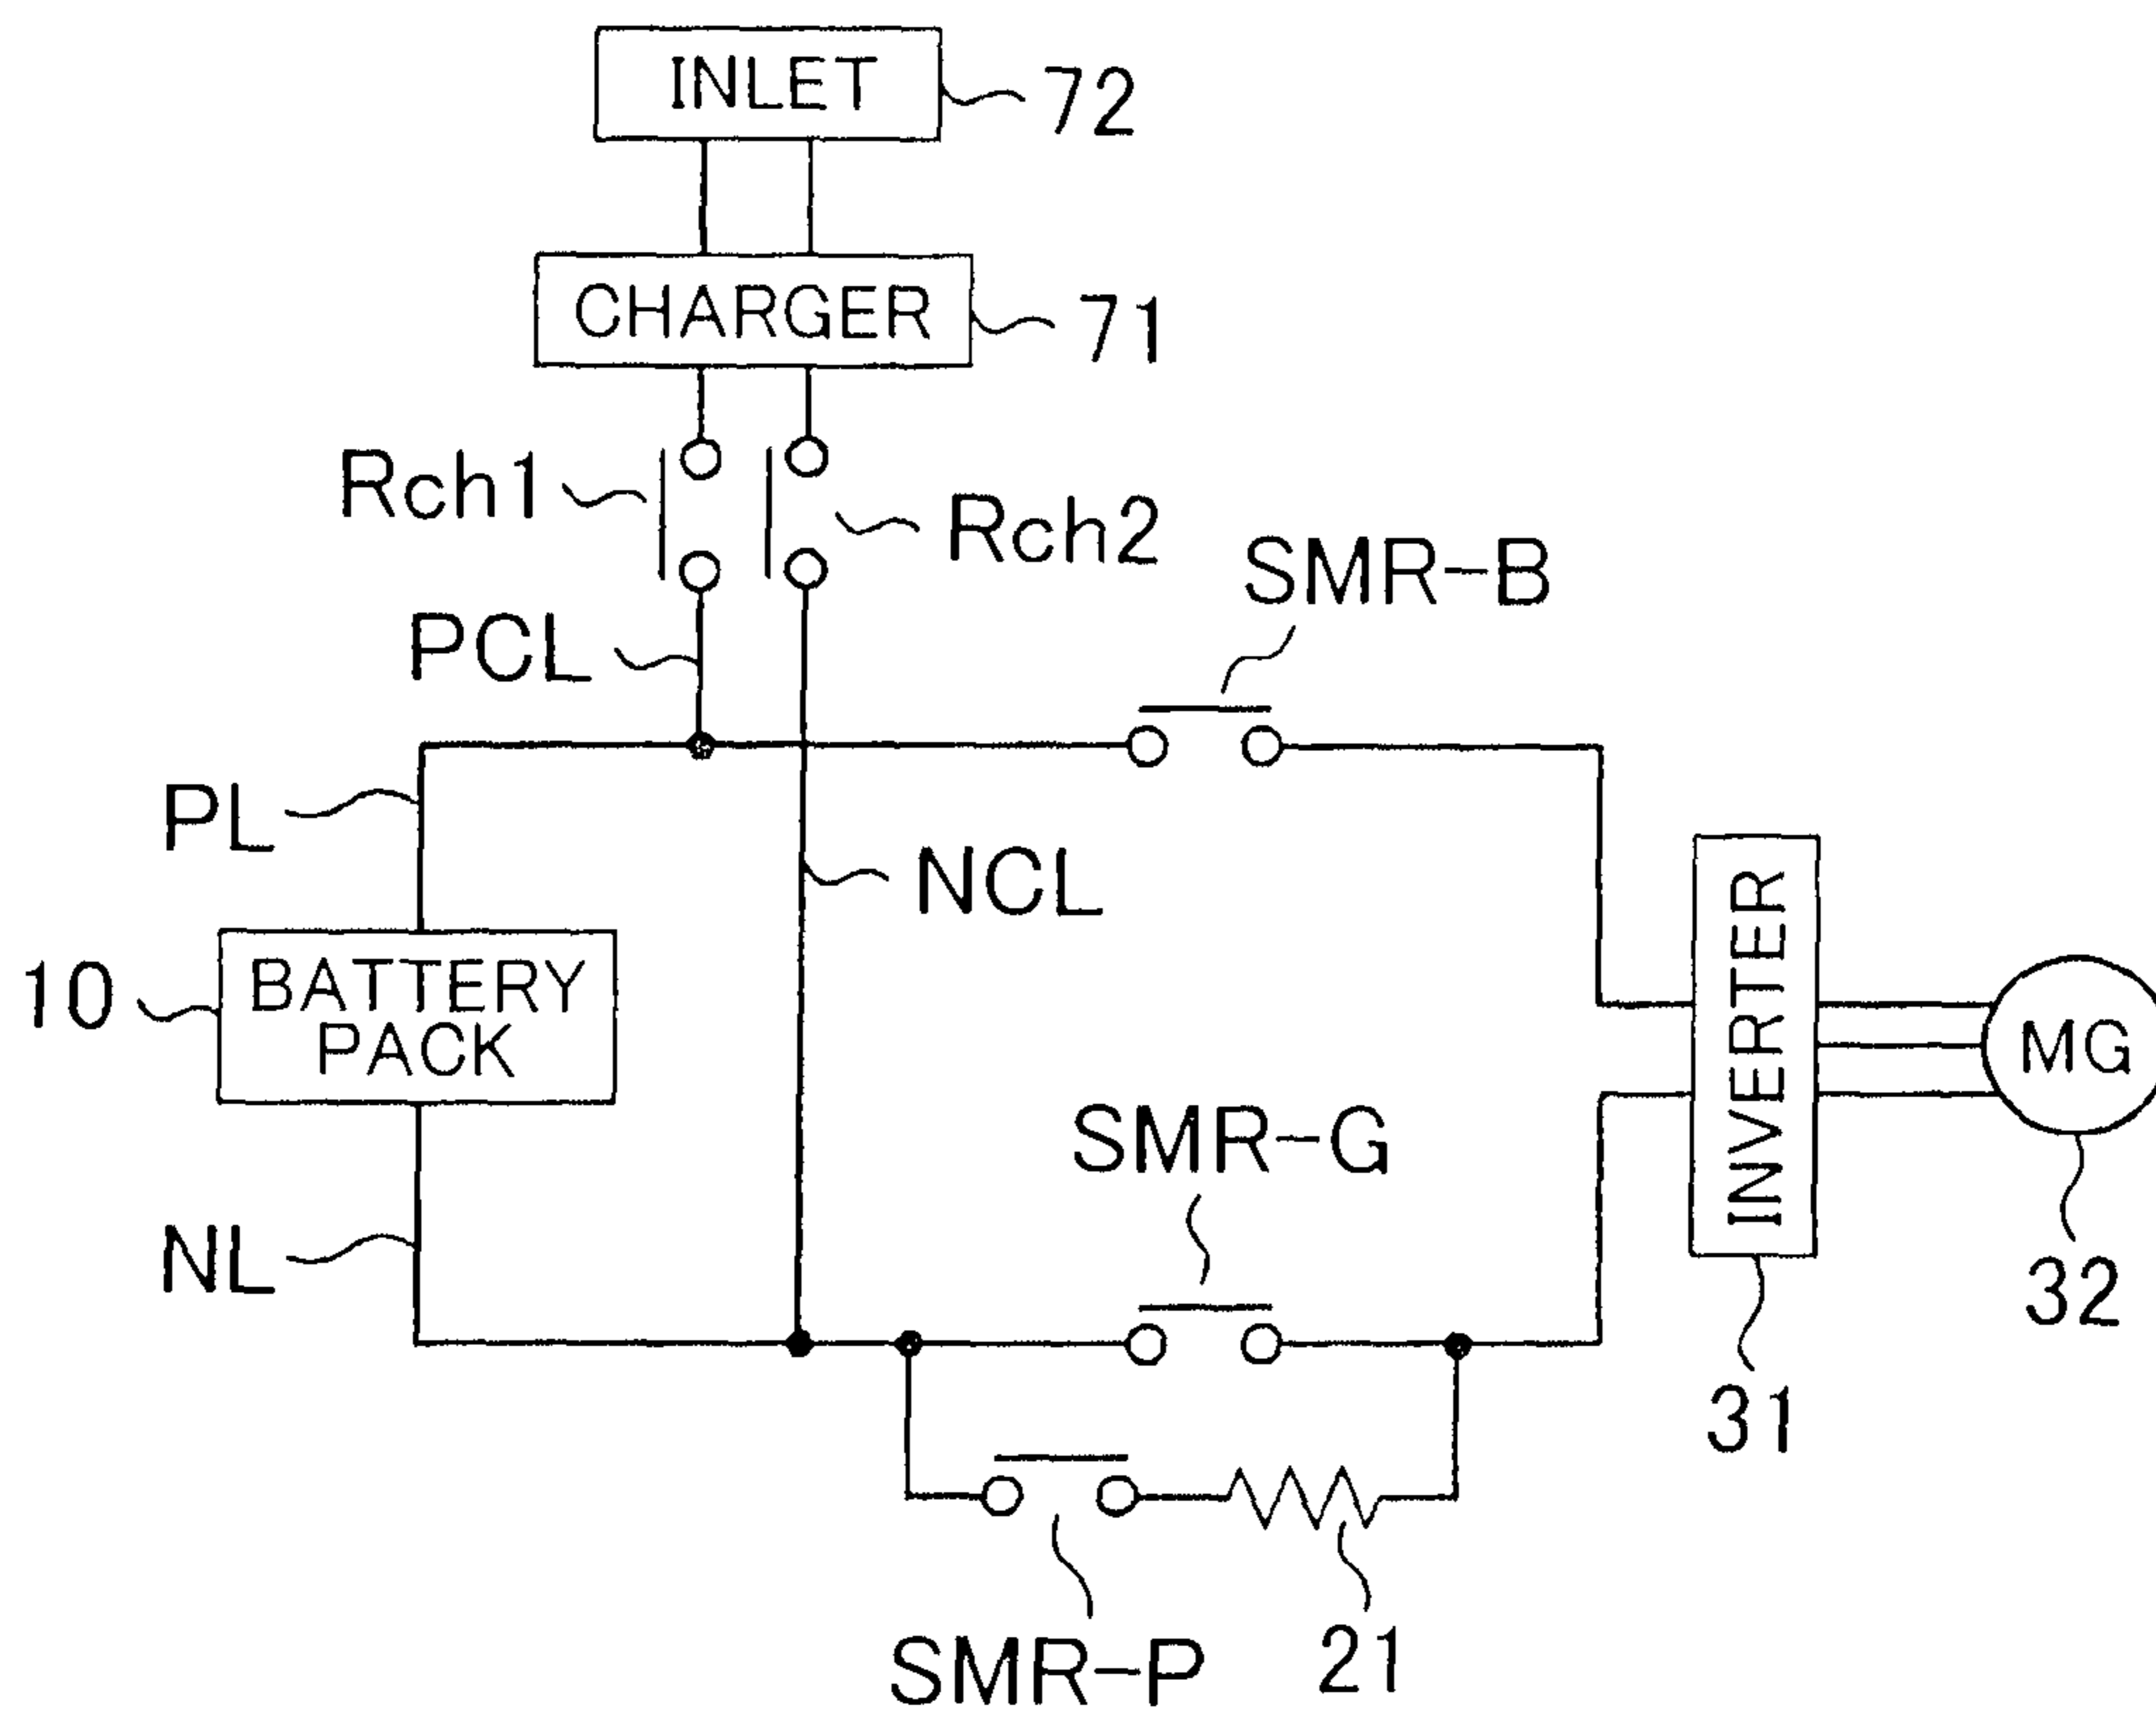 INLET
72
CHARGER
71
Rch1
Rch2
SMR-B
PCL
PL
NCL
10
BATTERY
PACK
INVERTER
MG
SMR-G
NL
32
31
SMR-P
21